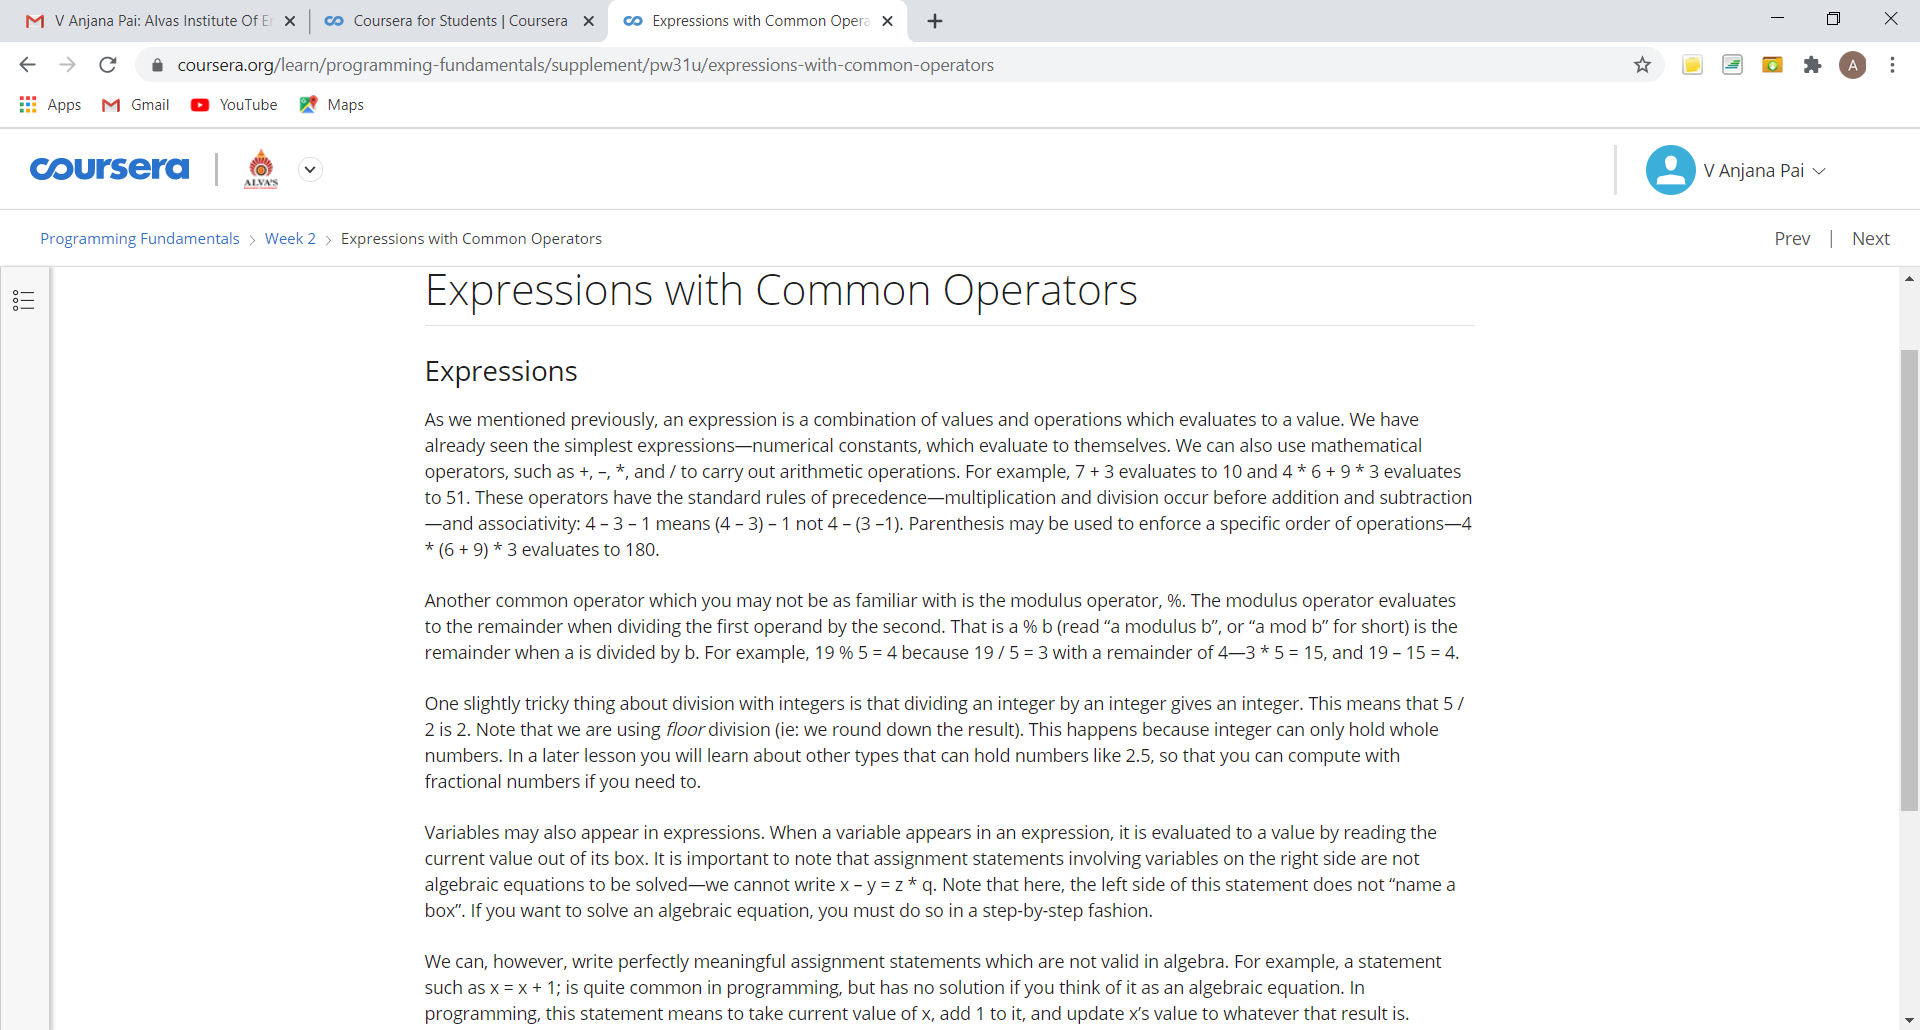 V Anjana Pai: Alvas Institute Of En
Coursera for Students | Coursera
Expressions with Common Opera
coursera.org/learn/programming-fundamentals/supplement/pw31u/expressions-with-common-operators
A
Apps
Gmail
YouTube
Maps
coursera
ALVA'S
V Anjana Pai
Programming Fundamentals > Week 2 > Expressions with Common Operators
Prev | Next
Expressions with Common Operators
Expressions
As we mentioned previously, an expression is a combination of values and operations which evaluates to a value. We have
already seen the simplest expressions—numerical constants, which evaluate to themselves. We can also use mathematical
operators, such as +, –, *, and / to carry out arithmetic operations. For example, 7 + 3 evaluates to 10 and 4 * 6 + 9 * 3 evaluates
to 51. These operators have the standard rules of precedence—multiplication and division occur before addition and subtraction
—and associativity: 4 – 3 – 1 means (4 – 3) – 1 not 4 – (3 –1). Parenthesis may be used to enforce a specific order of operations—4
* (6 + 9) * 3 evaluates to 180.
Another common operator which you may not be as familiar with is the modulus operator, %. The modulus operator evaluates
to the remainder when dividing the first operand by the second. That is a % b (read “a modulus b”, or “a mod b” for short) is the
remainder when a is divided by b. For example, 19 % 5 = 4 because 19 / 5 = 3 with a remainder of 4—3 * 5 = 15, and 19 – 15 = 4.
One slightly tricky thing about division with integers is that dividing an integer by an integer gives an integer. This means that 5 /
2 is 2. Note that we are using floor division (ie: we round down the result). This happens because integer can only hold whole
numbers. In a later lesson you will learn about other types that can hold numbers like 2.5, so that you can compute with
fractional numbers if you need to.
Variables may also appear in expressions. When a variable appears in an expression, it is evaluated to a value by reading the
current value out of its box. It is important to note that assignment statements involving variables on the right side are not
algebraic equations to be solved—we cannot write x – y = z * q. Note that here, the left side of this statement does not “name a
box”. If you want to solve an algebraic equation, you must do so in a step-by-step fashion.
We can, however, write perfectly meaningful assignment statements which are not valid in algebra. For example, a statement
such as x = x + 1; is quite common in programming, but has no solution if you think of it as an algebraic equation. In
programming, this statement means to take current value of x, add 1 to it, and update x’s value to whatever that result is.